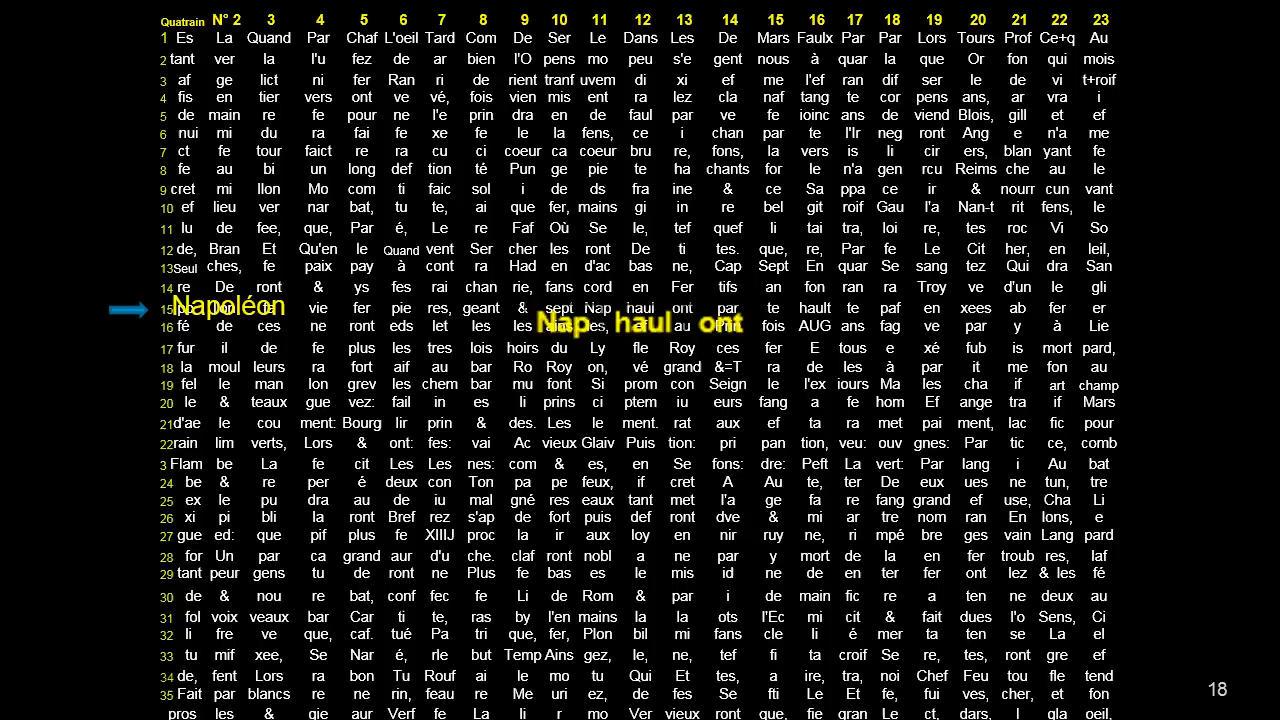 Quatrain N° 2 3 4 5 6 7 8 9 10 11 12 13 14 15 16 17 18 19 20 21 22 23
1 Es La Quand Par Chaf L'oeil Tard Com De Ser Le Dans Les De Mars Faulx Par Par Lors Tours Prof Ce+q Au
2 tant ver la l'u fez de ar bien l'O pens mo peu s'e gent nous à quar la que Or fon qui mois
3 af ge lict ni fer Ran ri de rient tranf uvem di xi ef me l'ef ran dif ser le de vi t+roif
4 fis en tier vers ont ve vé, fois vien mis ent ra lez cla naf tang te cor pens ans, ar vra i
5 de main re fe pour ne l'e prin dra en de faul par ve fe ioinc ans de viend Blois, gill et ef
6 nui mi du ra fai fe xe fe le la fens, ce i chan par te l'Ir neg ront Ang e n'a me
7 ct fe tour faict re ra cu ci coeur ca coeur bru re, fons, la vers is li cir ers, blan yant fe
8 fe au bi un long def tion té Pun ge pie te ha chants for le n'a gen rcu Reims che au le
9 cret mi llon Mo com ti faic sol i de ds fra ine & ce Sa ppa ce ir & nourr cun vant
10 ef lieu ver nar bat, tu te, ai que fer, mains gi in re bel git roif Gau l'a Nan-t rit fens, le
11 lu de fee, que, Par é, Le re Faf Où Se le, tef quef li tai tra, loi re, tes roc Vi So
12 de, Bran Et Qu'en le Quand vent Ser cher les ront De ti tes. que, re, Par fe Le Cit her, en leil,
13 Seul ches, fe paix pay à cont ra Had en d'ac bas ne, Cap Sept En quar Se sang tez Qui dra San
14 re De ront & ys fes rai chan rie, fans cord en Fer tifs an fon ran ra Troy ve d'un le gli
Napoléon
15 vie fer pie res, geant & sept Nap haul ont par te hault te paf en xees ab fer er
Nap haul ont
16 fé de ces ne ront eds let les les es, au fois AUG ans fag ve par y à Lie
17 fur il de fe plus les tres lois hoirs du Ly fle Roy ces fer E tous e xé fub is mort pard,
18 la moul leurs ra fort aif au bar Ro Roy on, vé grand &=T ra de les à par it me fon au
19 fel le man lon grev les chem bar mu font Si prom con Seign le l'ex iours Ma les cha if art champ
20 le & teaux gue vez: fail in es li prins ci ptem iu eurs fang a fe hom Ef ange tra if Mars
21 d'ae le cou ment: Bourg lir prin & des. Les le ment. rat aux ef ta ra met pai ment, lac fic pour
22 rain lim verts, Lors & ont: fes: vai Ac vieux Glaiv Puis tion: pri pan tion, veu: ouv gnes: Par tic ce, comb
3 Flam be La fe cit Les Les nes: com & es, en Se fons: dre: Peft La vert: Par lang i Au bat
24 be & re per é deux con Ton pa pe feux, if cret A Au te, ter De eux ues ne tun, tre
25 ex le pu dra au de iu mal gné res eaux tant met l'a ge fa re fang grand ef use, Cha Li
26 xi pi bli la ront Bref rez s'ap de fort puis def ront dve & mi ar tre nom ran En lons, e
27 gue ed: que pif plus fe XIIIJ proc la ir aux loy en nir ruy ne, ri mpé bre ges vain Lang pard
28 for Un par ca grand aur d'u che. claf ront nobl a ne par y mort de la en fer troub res, laf
29 tant peur gens tu de ront ne Plus fe bas es le mis id ne de en ter fer ont lez & les fé
30 de & nou re bat, conf fec fe Li de Rom & par i de main fic re a ten ne deux au
31 fol voix veaux bar Car ti te, ras by l'en mains la la ots l'Ec mi cit & fait dues l'o Sens, Ci
32 li fre ve que, caf. tué Pa tri que, fer, Plon bil mi fans cle li é mer ta ten se La el
33 tu mif xee, Se Nar é, rle but Temp Ains gez, le, ne, tef fi ta croif Se re, tes, ront gre ef
34 de, fent Lors ra bon Tu Rouf ai le mo tu Qui Et tes, a ire, tra, noi Chef Feu tou fle tend
35 Fait par blancs re ne rin, feau re Me uri ez, de fes Se fti Le Et fe, fui ves, cher, et fon
pros les & gie aur Verf fe La li r mo Ver vieux ront que, fie gran Le ct, dars, l gla oeil,
18